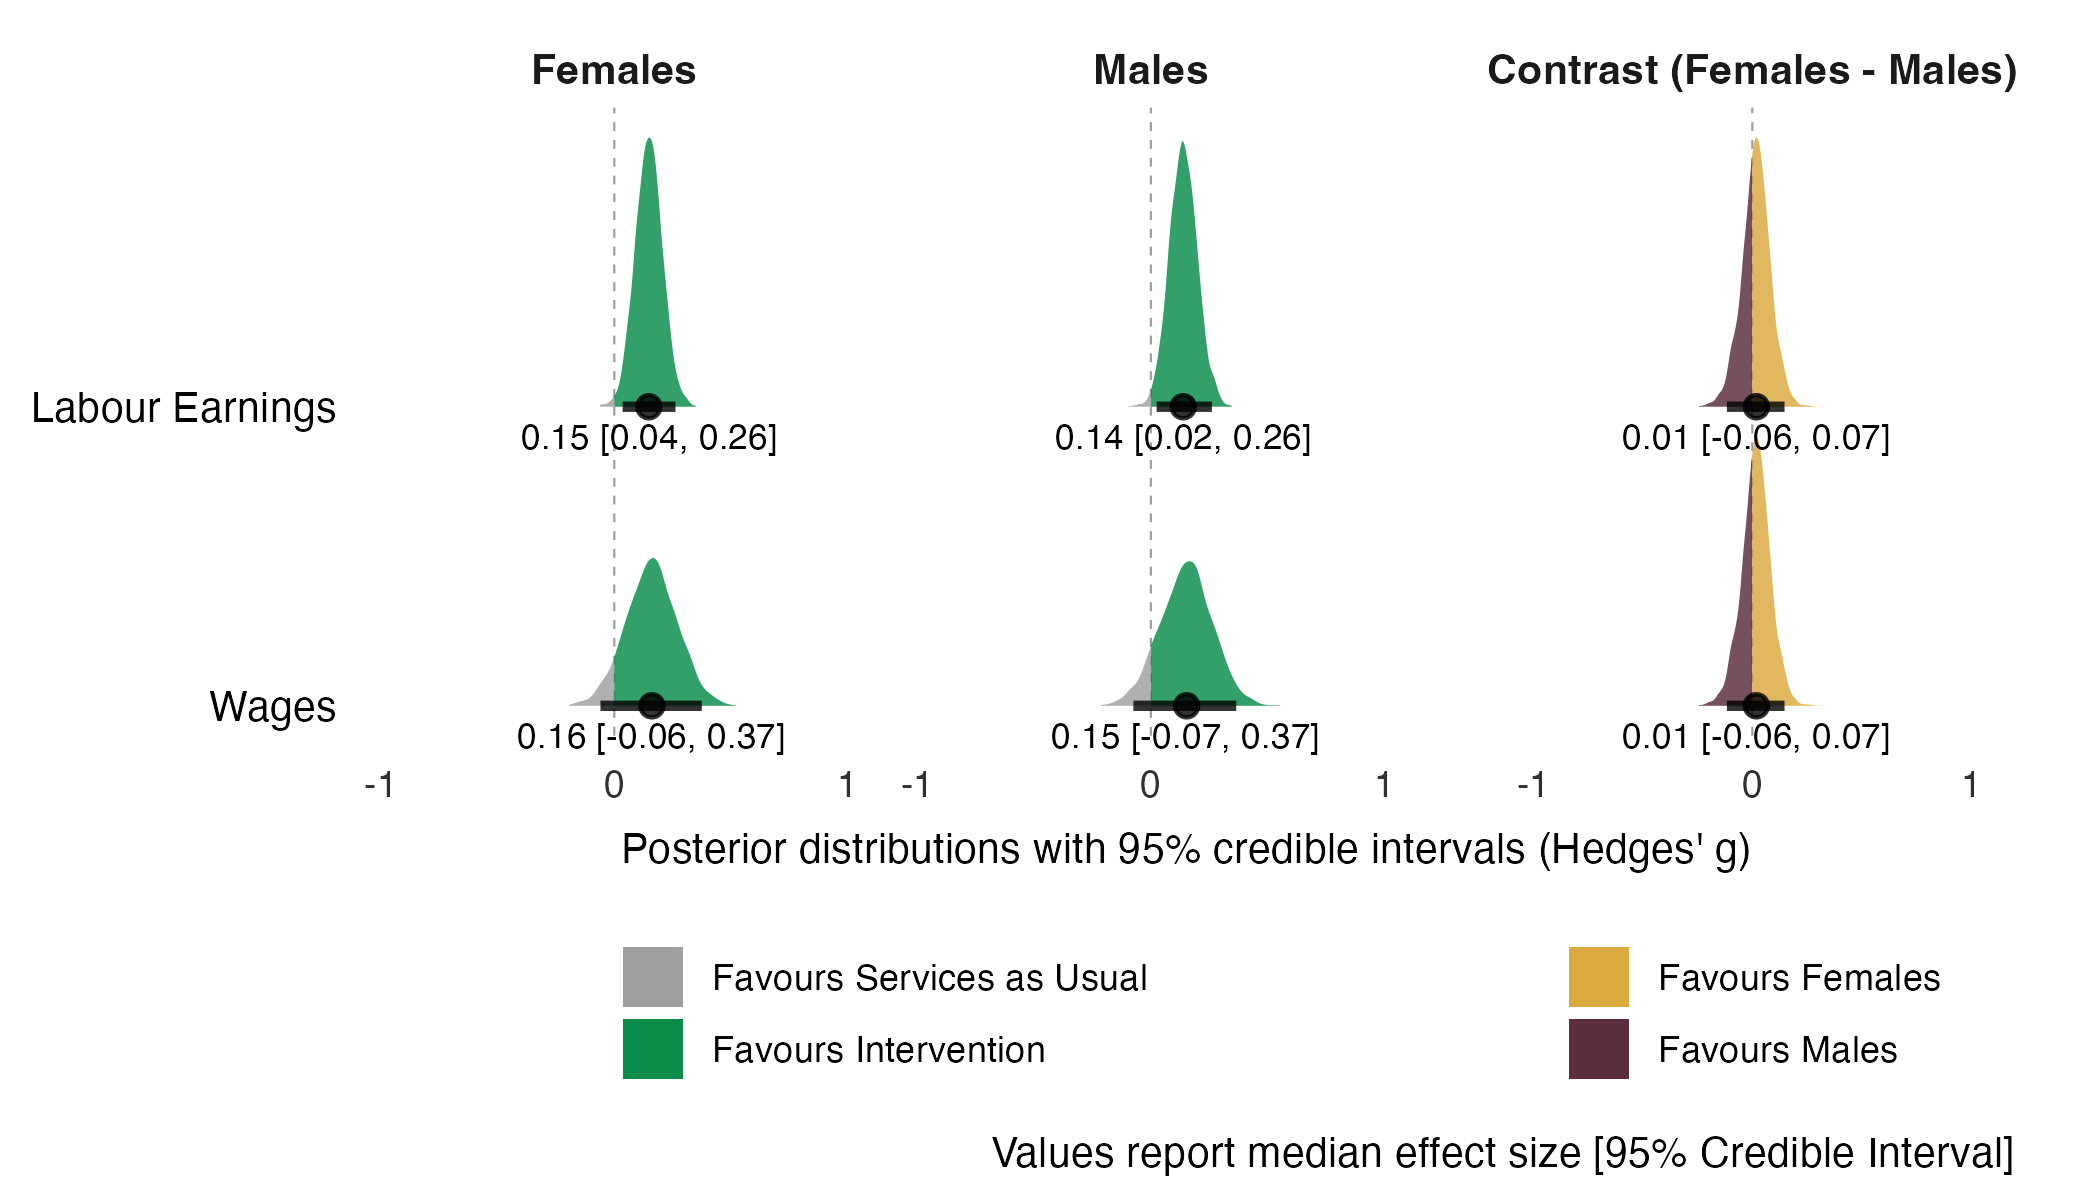 Females Males Contrast (Females - Males)
Labour Earnings
0.15 [0.04, 0.26] 0.14 [0.02, 0.26] 0.01 [-0.06, 0.07]
Wages
0.16 [-0.06, 0.37] 0.15 [-0.07, 0.37] 0.01 [-0.06, 0.07]
-1 0 1 -1 0 1 -1 0 1
Posterior distributions with 95% credible intervals (Hedges' g)
Favours Services as Usual Favours Females
Favours Intervention Favours Males
Values report median effect size [95% Credible Interval]